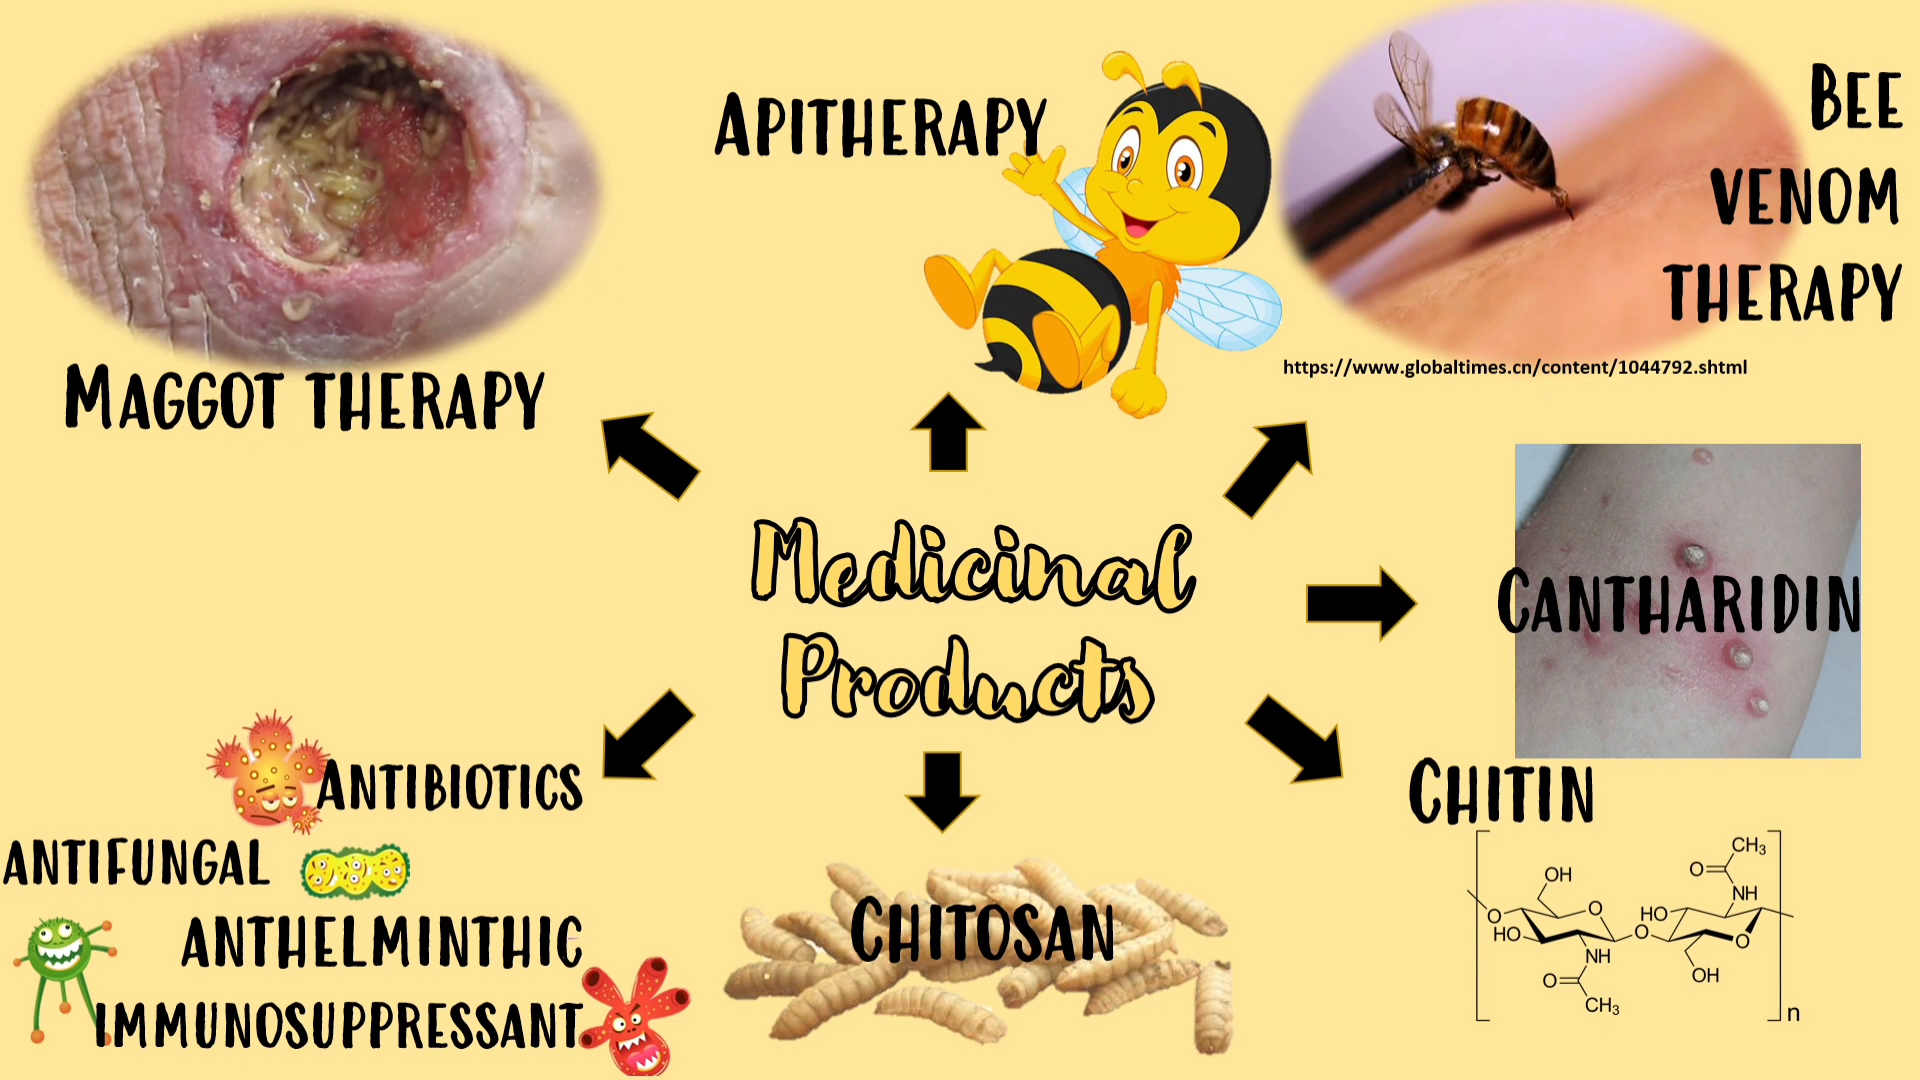 APITHERAPY
BEE
VENOM
THERAPY
https://www.globaltimes.cn/content/1044792.shtml
MAGGOT THERAPY
Medicinal
Products
CANTHARIDIN
ANTIBIOTICS
ANTIFUNGAL
ANTHELMINTHIC
IMMUNOSUPPRESSANT
CHITOSAN
CHITIN
CH3
O
NH
OH
O
HO
O
HO
O
O
NH
OH
O
CH3
n